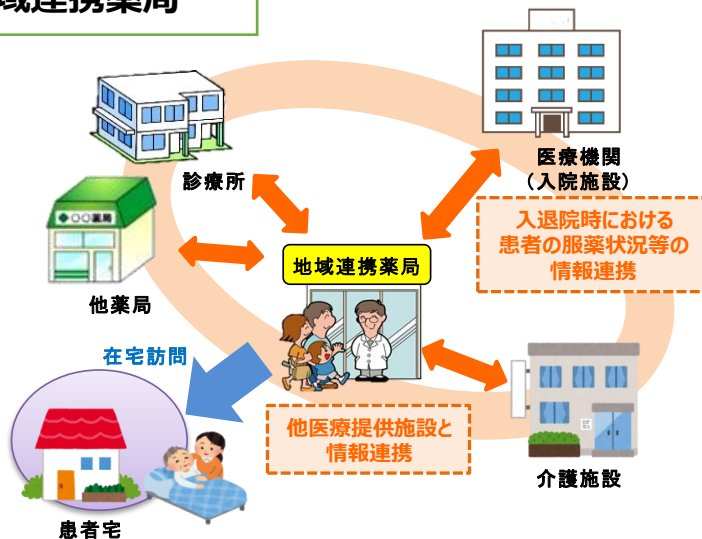 域連携薬局
診療所
医療機関
（入院施設）
入退院時における
患者の服薬状況等の
情報連携
○○薬局
他薬局
地域連携薬局
在宅訪問
他医療提供施設と
情報連携
介護施設
患者宅